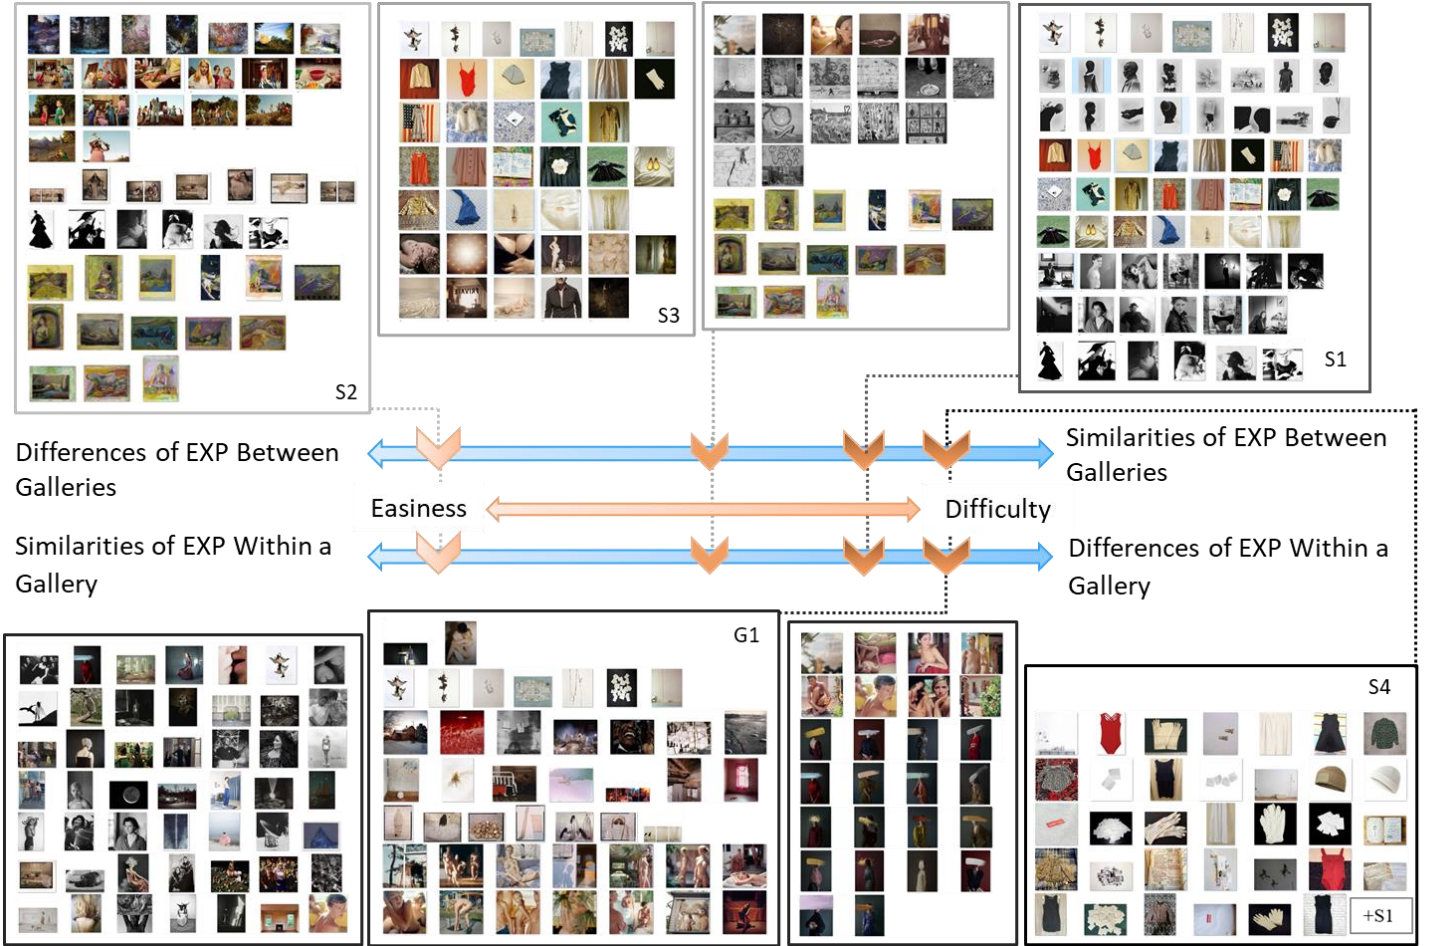 S2
S3
S1
Differences of EXP Between
Galleries
Similarities of EXP Between
Galleries
Easiness
Difficulty
Similarities of EXP Within a
Gallery
Differences of EXP Within a
Gallery
G1
S4
+S1